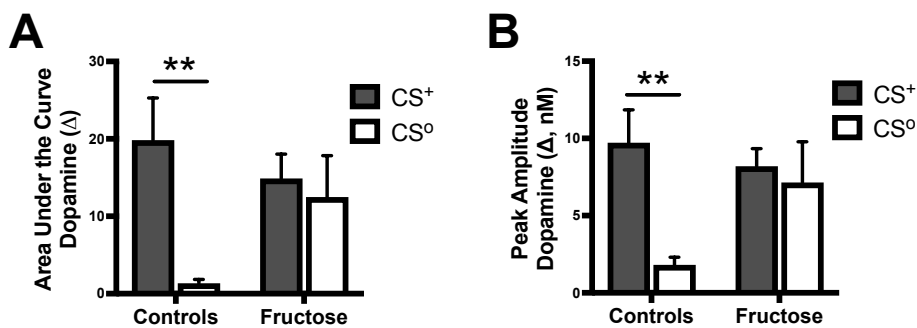 A
Area Under the Curve
Dopamine (Δ)
30
20
10
0
**
Controls
Fructose
CS⁺
CSᵒ
B
Peak Amplitude
Dopamine (Δ, nM)
15
10
5
0
**
Controls
Fructose
CS⁺
CSᵒ